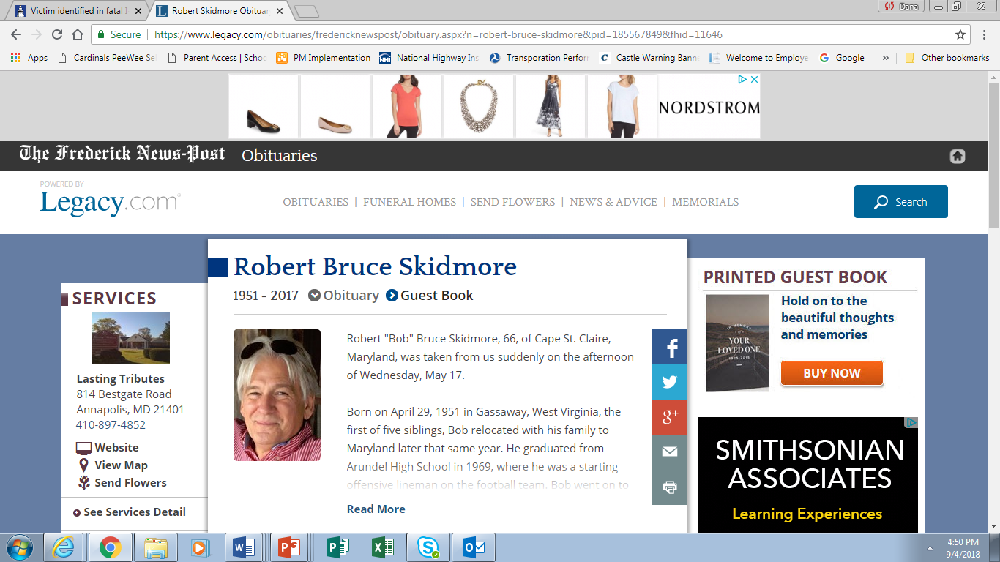 Victim identified in fatal
Robert Skidmore Obituar
Dana
Secure
https://www.legacy.com/obituaries/fredericknewspost/obituary.aspx?n=robert-bruce-skidmore&pid=185567849&fhid=11646
Apps
Cardinals PeeWee Se
Parent Access | Schoo
PM Implementation
NHI
National Highway Ins
Transporation Perfor
Castle Warning Bann
Welcome to Employe
Google
»
Other bookmarks
NORDSTROM
The Frederick News-Post
Obituaries
POWERED BY
Legacy.com
OBITUARIES | FUNERAL HOMES | SEND FLOWERS | NEWS & ADVICE | MEMORIALS
Search
SERVICES
Lasting Tributes
814 Bestgate Road
Annapolis, MD 21401
410-897-4852
Website
View Map
Send Flowers
See Services Detail
Robert Bruce Skidmore
1951 - 2017 Obituary Guest Book
Robert "Bob" Bruce Skidmore, 66, of Cape St. Claire,
Maryland, was taken from us suddenly on the afternoon
of Wednesday, May 17.
Born on April 29, 1951 in Gassaway, West Virginia, the
first of five siblings, Bob relocated with his family to
Maryland later that same year. He graduated from
Arundel High School in 1969, where he was a starting
offensive lineman on the football team. Bob went on to
Read More
PRINTED GUEST BOOK
IN MEMORY
YOUR
LOVED ONE
Hold on to the
beautiful thoughts
and memories
BUY NOW
SMITHSONIAN
ASSOCIATES
Learning Experiences
4:50 PM
9/4/2018